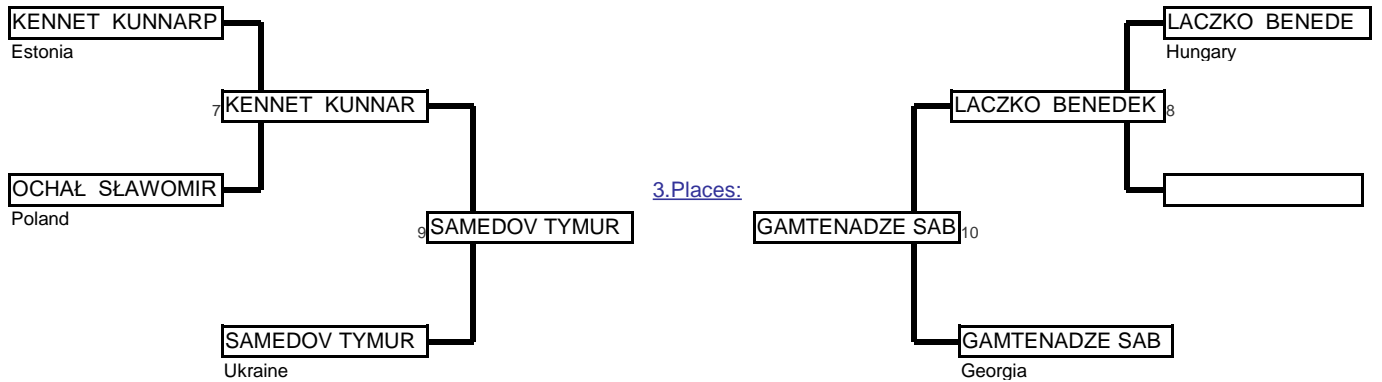 KENNET KUNNARP
Estonia
7 KENNET KUNNAR
OCHAŁ SŁAWOMIR
Poland
9 SAMEDOV TYMUR
SAMEDOV TYMUR
Ukraine
3.Places:
LACZKO BENEDE
Hungary
LACZKO BENEDEK 8
GAMTENADZE SAB 10
GAMTENADZE SAB
Georgia